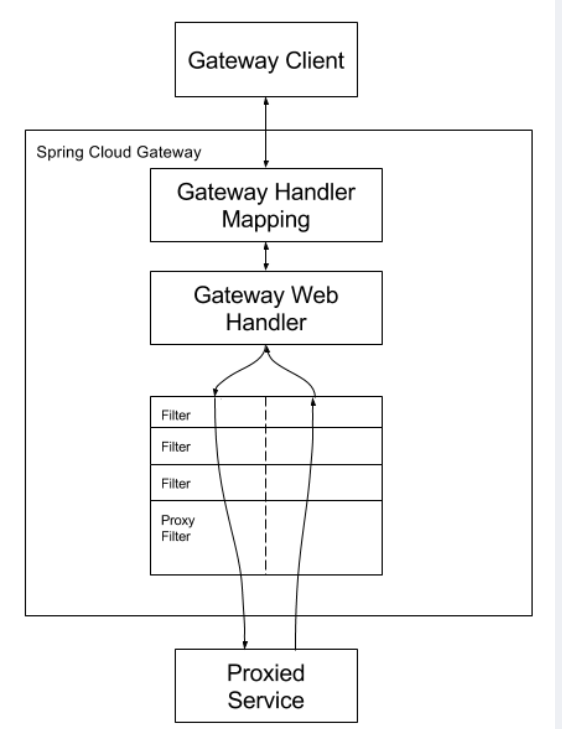 Gateway Client
Spring Cloud Gateway
Gateway Handler
Mapping
Gateway Web
Handler
Filter
Filter
Filter
Proxy
Filter
Proxied
Service